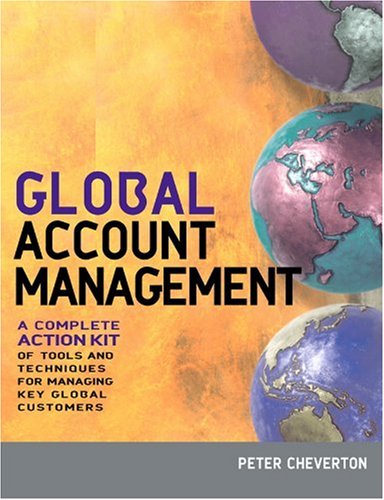 GLOBAL
ACCOUNT
MANAGEMENT
A COMPLETE
ACTION KIT
OF TOOLS AND
TECHNIQUES
FOR MANAGING
KEY GLOBAL
CUSTOMERS
PETER CHEVERTON